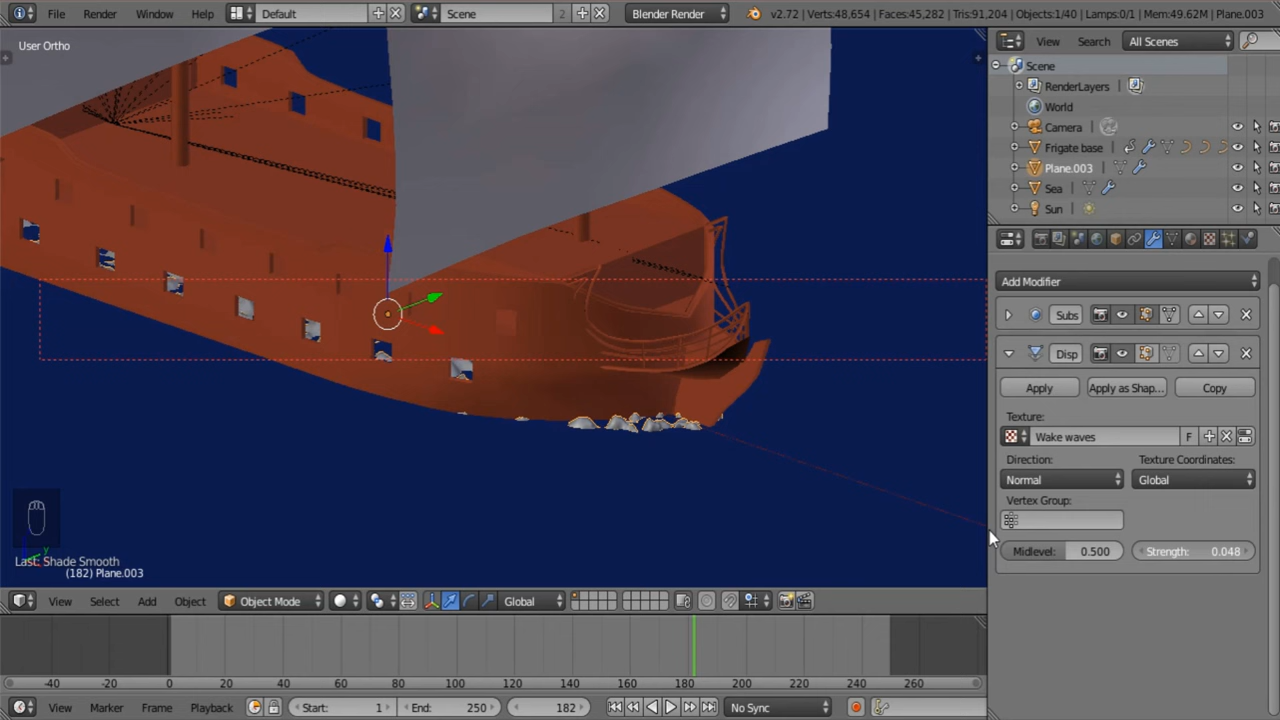 File Render Window Help Default Scene 2 Blender Render v2.72 | Verts:48,654 | Faces:45,282 | Tris:91,204 | Objects:1/40 | Lamps:0/1 | Mem:49.62M | Plane.003
User Ortho
View Search All Scenes
Scene
RenderLayers
World
Camera
Frigate base
Plane.003
Sea
Sun
Add Modifier
Subs
Disp
Apply Apply as Shap... Copy
Texture:
Wake waves F
Direction: Texture Coordinates:
Normal Global
Vertex Group:
Midlevel: 0.500 Strength: 0.048
y
Last: Shade Smooth
(182) Plane.003
View Select Add Object Object Mode Global
-40 -20 0 20 40 60 80 100 120 140 160 180 200 220 240 260
View Marker Frame Playback Start: 1 End: 250 182 No Sync